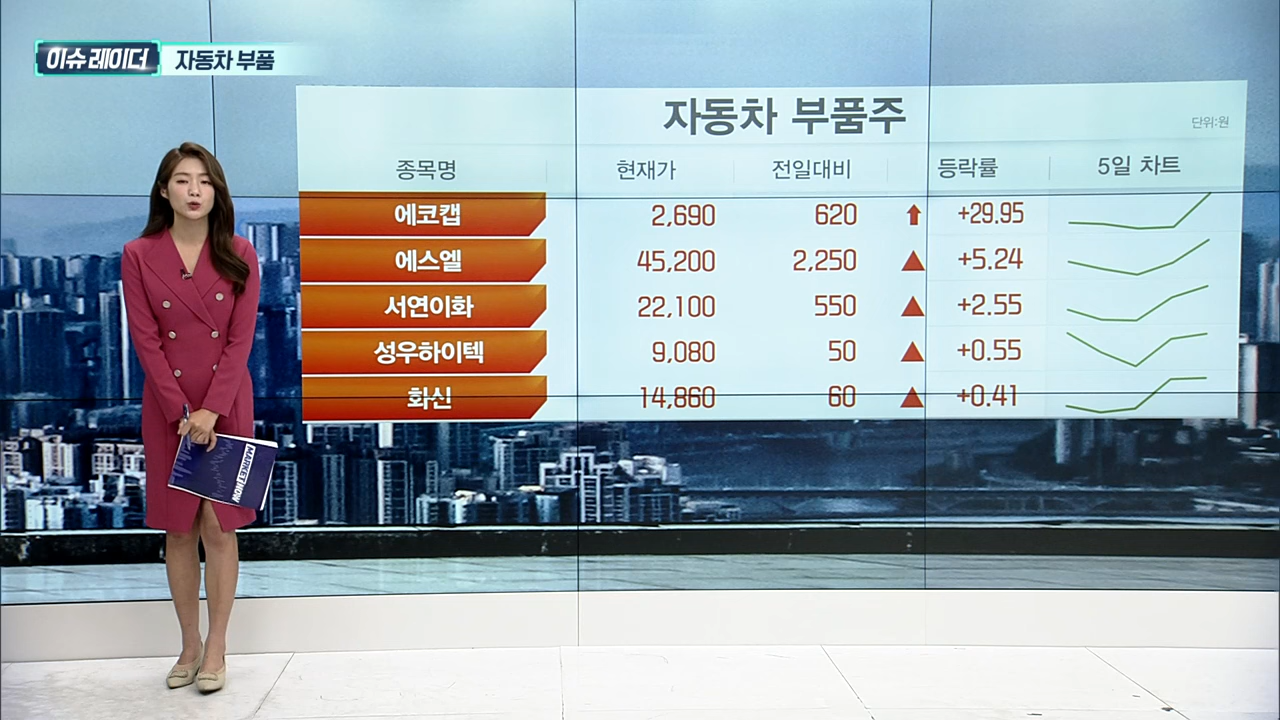 이슈 레이더 자동차 부품
자동차 부품주
단위:원
종목명 현재가 전일대비 등락률 5일 차트
에코캡 2,690 620 ⬆ +29.95
에스엘 45,200 2,250 ▲ +5.24
서연이화 22,100 550 ▲ +2.55
성우하이텍 9,080 50 ▲ +0.55
화신 14,860 60 ▲ +0.41
MARKET NOW